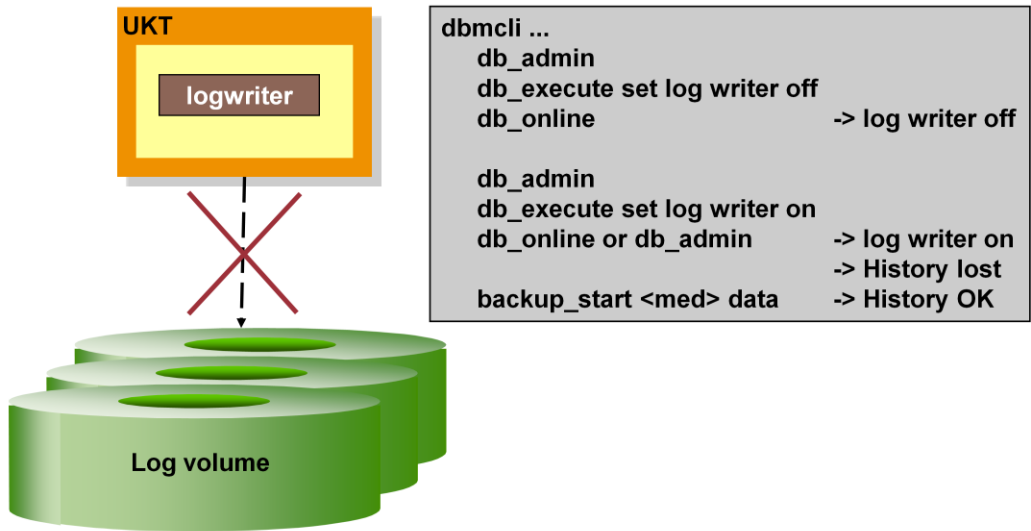 UKT
logwriter
Log volume
dbmcli ...
db_admin
db_execute set log writer off
db_online -> log writer off
db_admin
db_execute set log writer on
db_online or db_admin -> log writer on
-> History lost
backup_start <med> data -> History OK